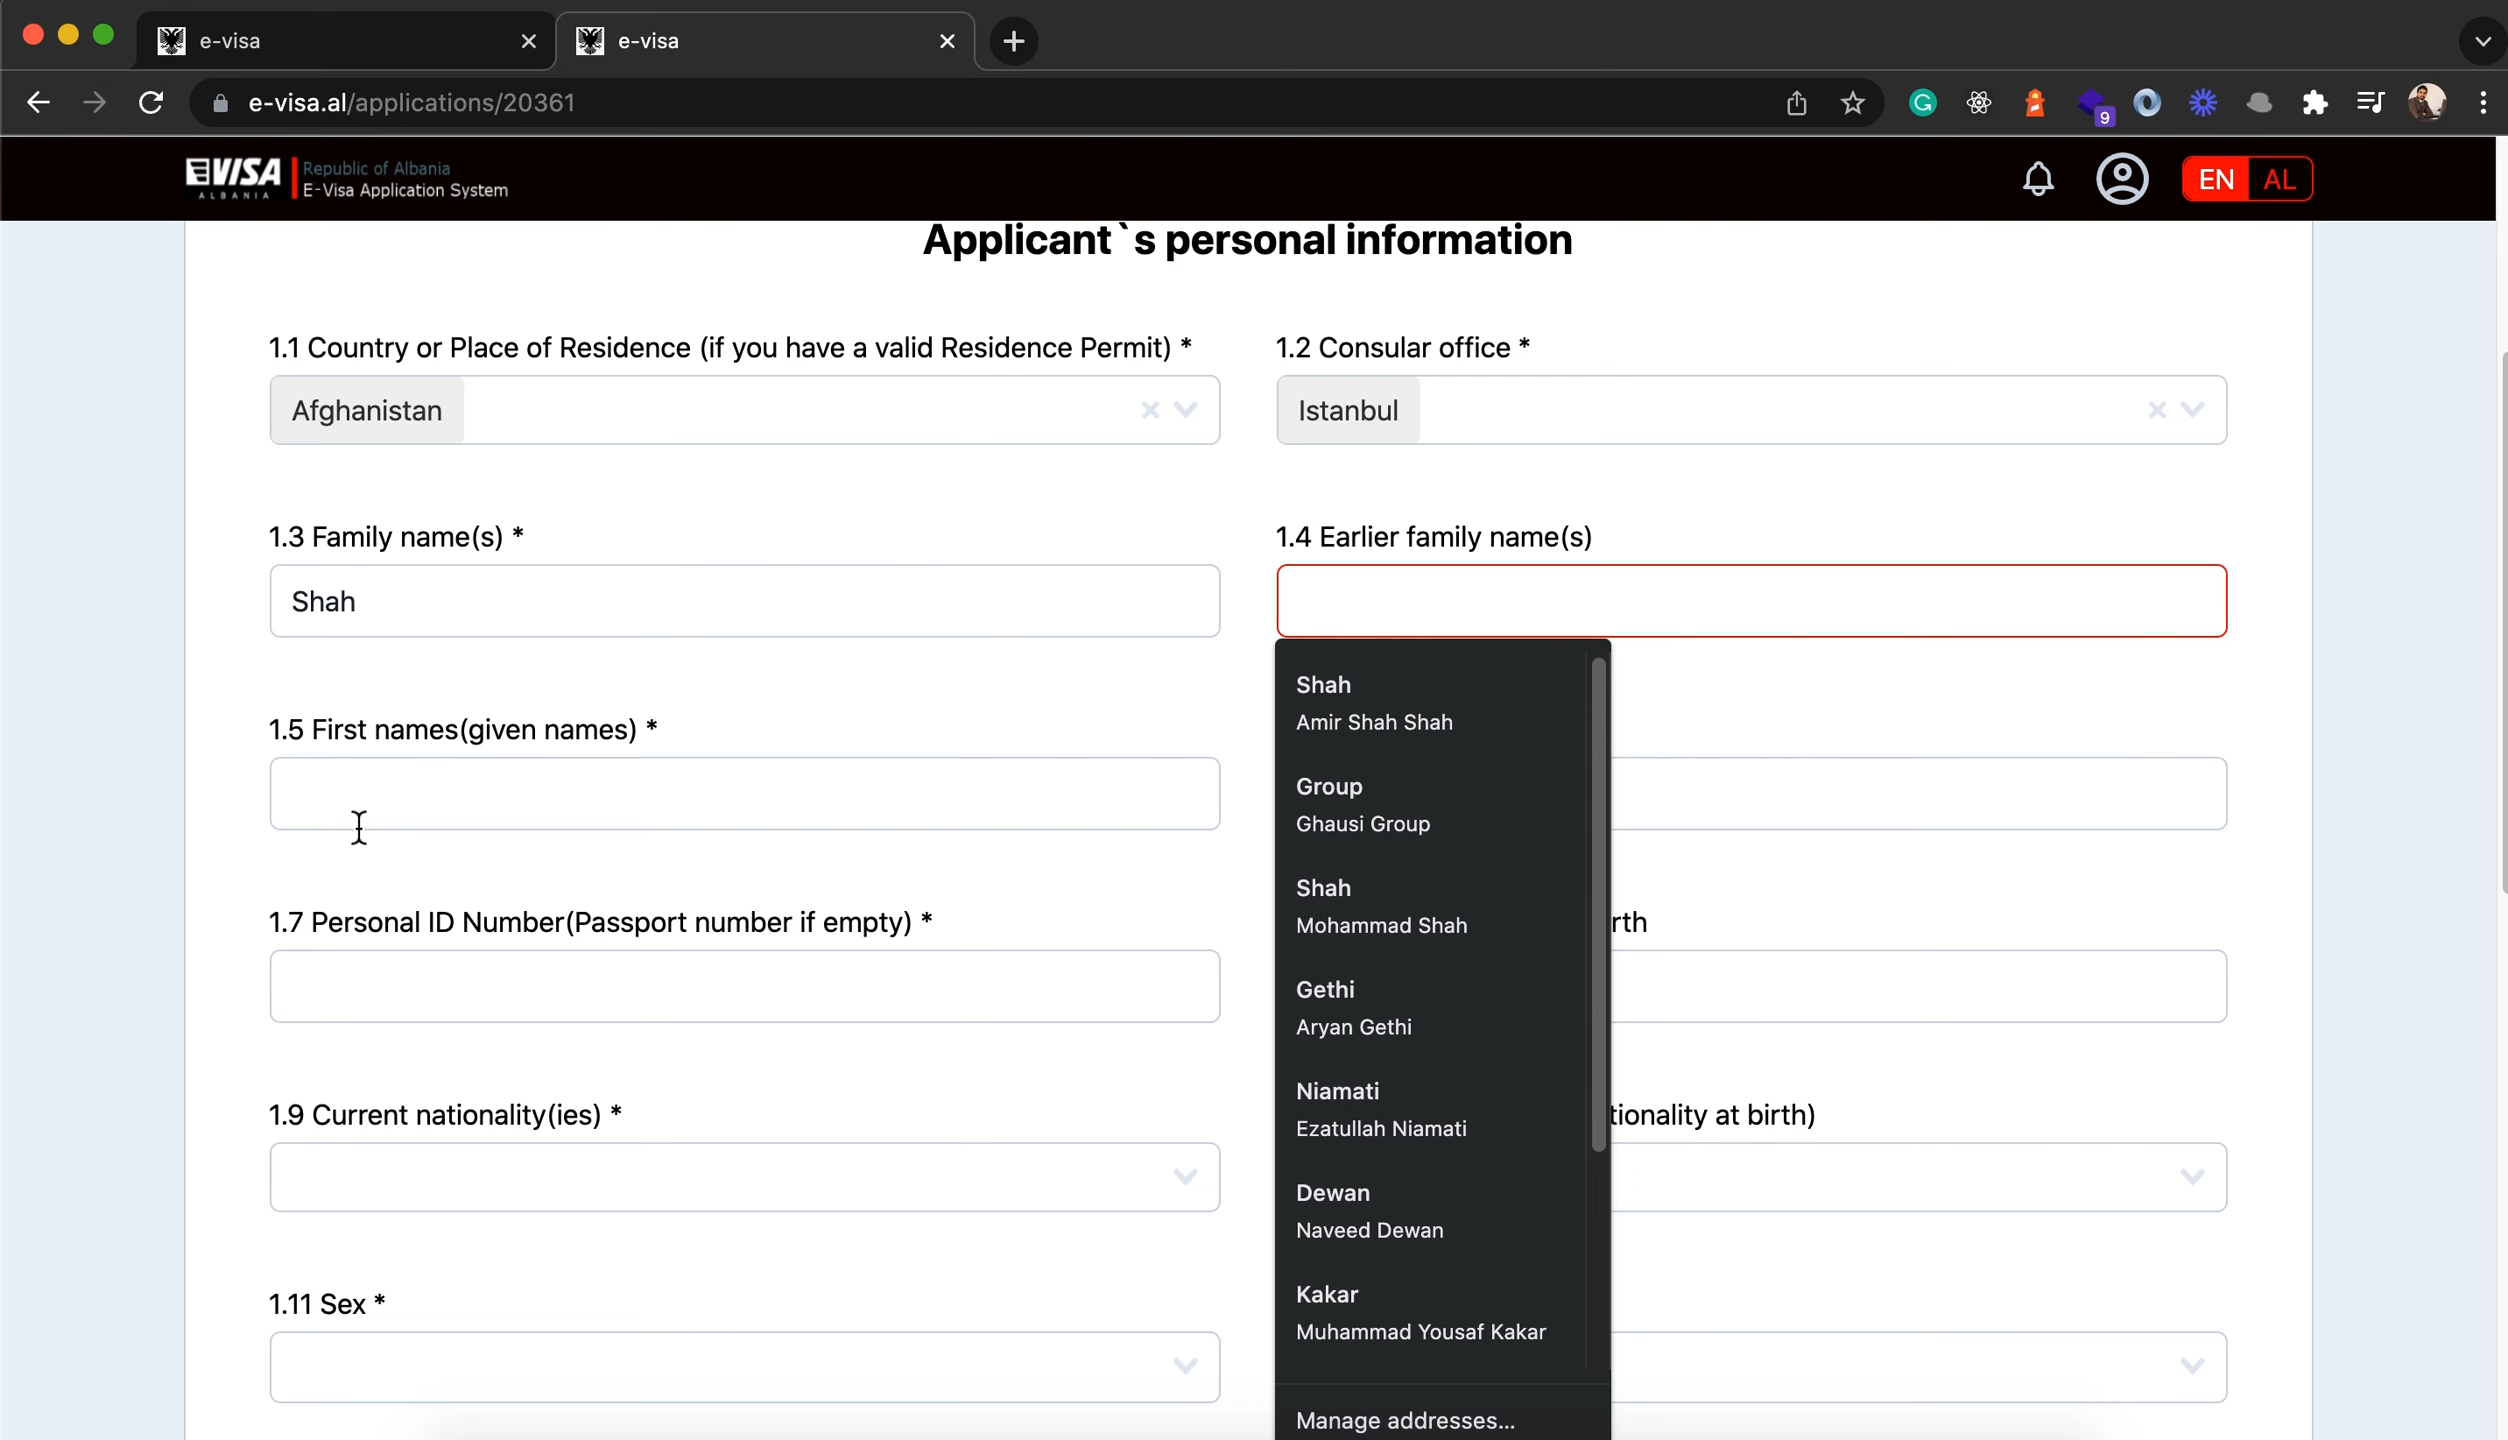 e-visa
e-visa
e-visa.al/applications/20361
9
EVISA
ALBANIA
Republic of Albania
E-Visa Application System
EN AL
Applicant`s personal information
1.1 Country or Place of Residence (if you have a valid Residence Permit) *
1.2 Consular office *
Afghanistan
Istanbul
1.3 Family name(s) *
1.4 Earlier family name(s)
Shah
Shah
Amir Shah Shah
1.5 First names(given names) *
Group
Ghausi Group
Shah
Mohammad Shah
1.7 Personal ID Number(Passport number if empty) *
rth
Gethi
Aryan Gethi
Niamati
Ezatullah Niamati
1.9 Current nationality(ies) *
tionality at birth)
Dewan
Naveed Dewan
1.11 Sex *
Kakar
Muhammad Yousaf Kakar
Manage addresses...